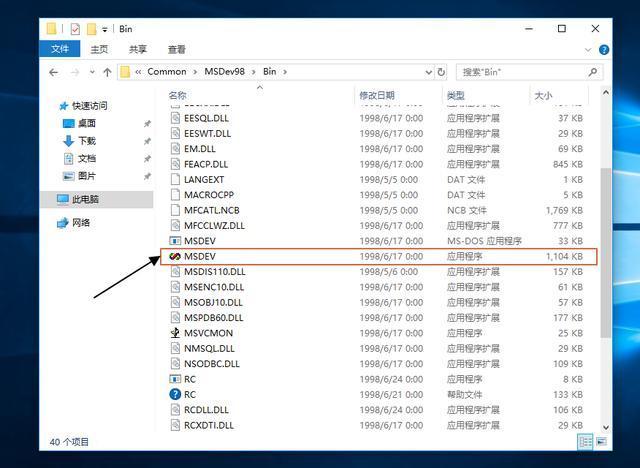 Bin
文件 主页 共享 查看
« Common › MSDev98 › Bin › 搜索"Bin"
名称 修改日期 类型 大小
快速访问
桌面
下载
文档
图片
此电脑
网络
1998/6/17 0:00 应用程序扩展
EESQL.DLL 1998/6/17 0:00 应用程序扩展 37 KB
EESWT.DLL 1998/6/17 0:00 应用程序扩展 29 KB
EM.DLL 1998/6/17 0:00 应用程序扩展 69 KB
FEACP.DLL 1998/6/17 0:00 应用程序扩展 845 KB
LANGEXT 1998/5/5 0:00 DAT 文件 1 KB
MACROCPP 1998/5/5 0:00 DAT 文件 5 KB
MFCATL.NCB 1998/5/5 0:00 NCB 文件 1,769 KB
MFCCLWZ.DLL 1998/6/17 0:00 应用程序扩展 777 KB
MSDEV 1998/6/17 0:00 MS-DOS 应用程序 33 KB
MSDEV 1998/6/17 0:00 应用程序 1,104 KB
MSDIS110.DLL 1998/5/6 0:00 应用程序扩展 157 KB
MSENC10.DLL 1998/6/17 0:00 应用程序扩展 61 KB
MSOBJ10.DLL 1998/6/17 0:00 应用程序扩展 57 KB
MSPDB60.DLL 1998/6/17 0:00 应用程序扩展 177 KB
MSVCMON 1998/6/17 0:00 应用程序 25 KB
NMSQL.DLL 1998/6/17 0:00 应用程序扩展 29 KB
NSODBC.DLL 1998/6/17 0:00 应用程序扩展 109 KB
RC 1998/6/24 0:00 应用程序 8 KB
RC 1998/6/21 0:00 帮助文件 133 KB
RCDLL.DLL 1998/6/24 0:00 应用程序扩展 106 KB
RCXDTI.DLL 1998/6/17 0:00 应用程序扩展 29 KB
40 个项目